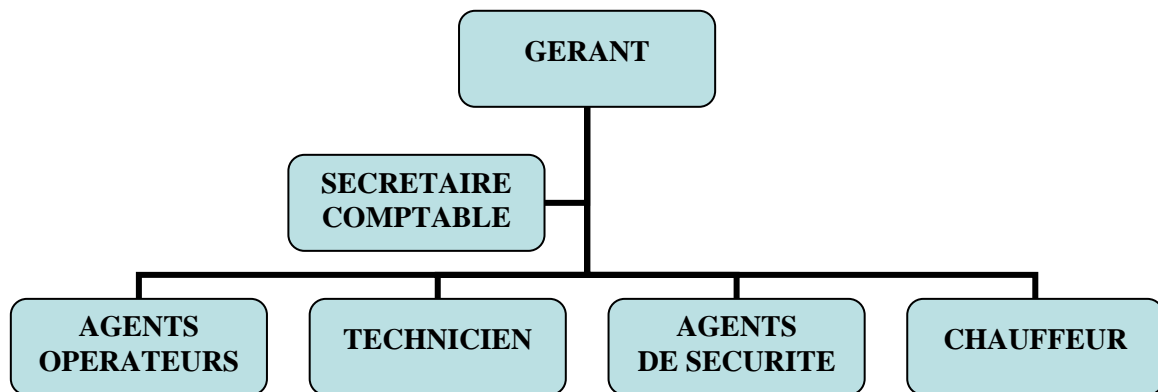 GERANT
SECRETAIRE
COMPTABLE
AGENTS
OPERATEURS
TECHNICIEN
AGENTS
DE SECURITE
CHAUFFEUR